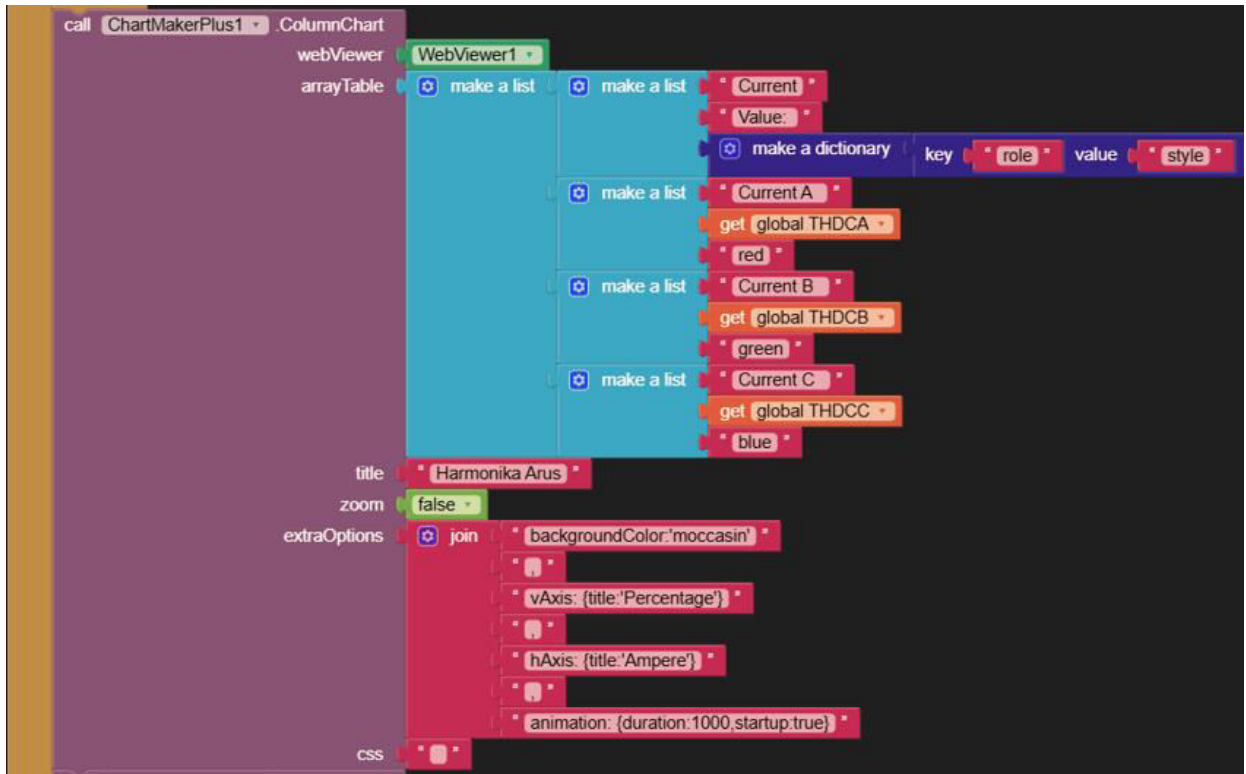 call ChartMakerPlus1 .ColumnChart
webViewer WebViewer1
arrayTable make a list make a list " Current "
" Value: "
make a dictionary key " role " value " style "
make a list " Current A "
get global THDCA
" red "
make a list " Current B "
get global THDCB
" green "
make a list " Current C "
get global THDCC
" blue "
title " Harmonika Arus "
zoom false
extraOptions join " backgroundColor:'moccasin' "
" , "
" vAxis: {title:'Percentage'} "
" , "
" hAxis: {title:'Ampere'} "
" , "
" animation: {duration:1000,startup:true} "
css " "